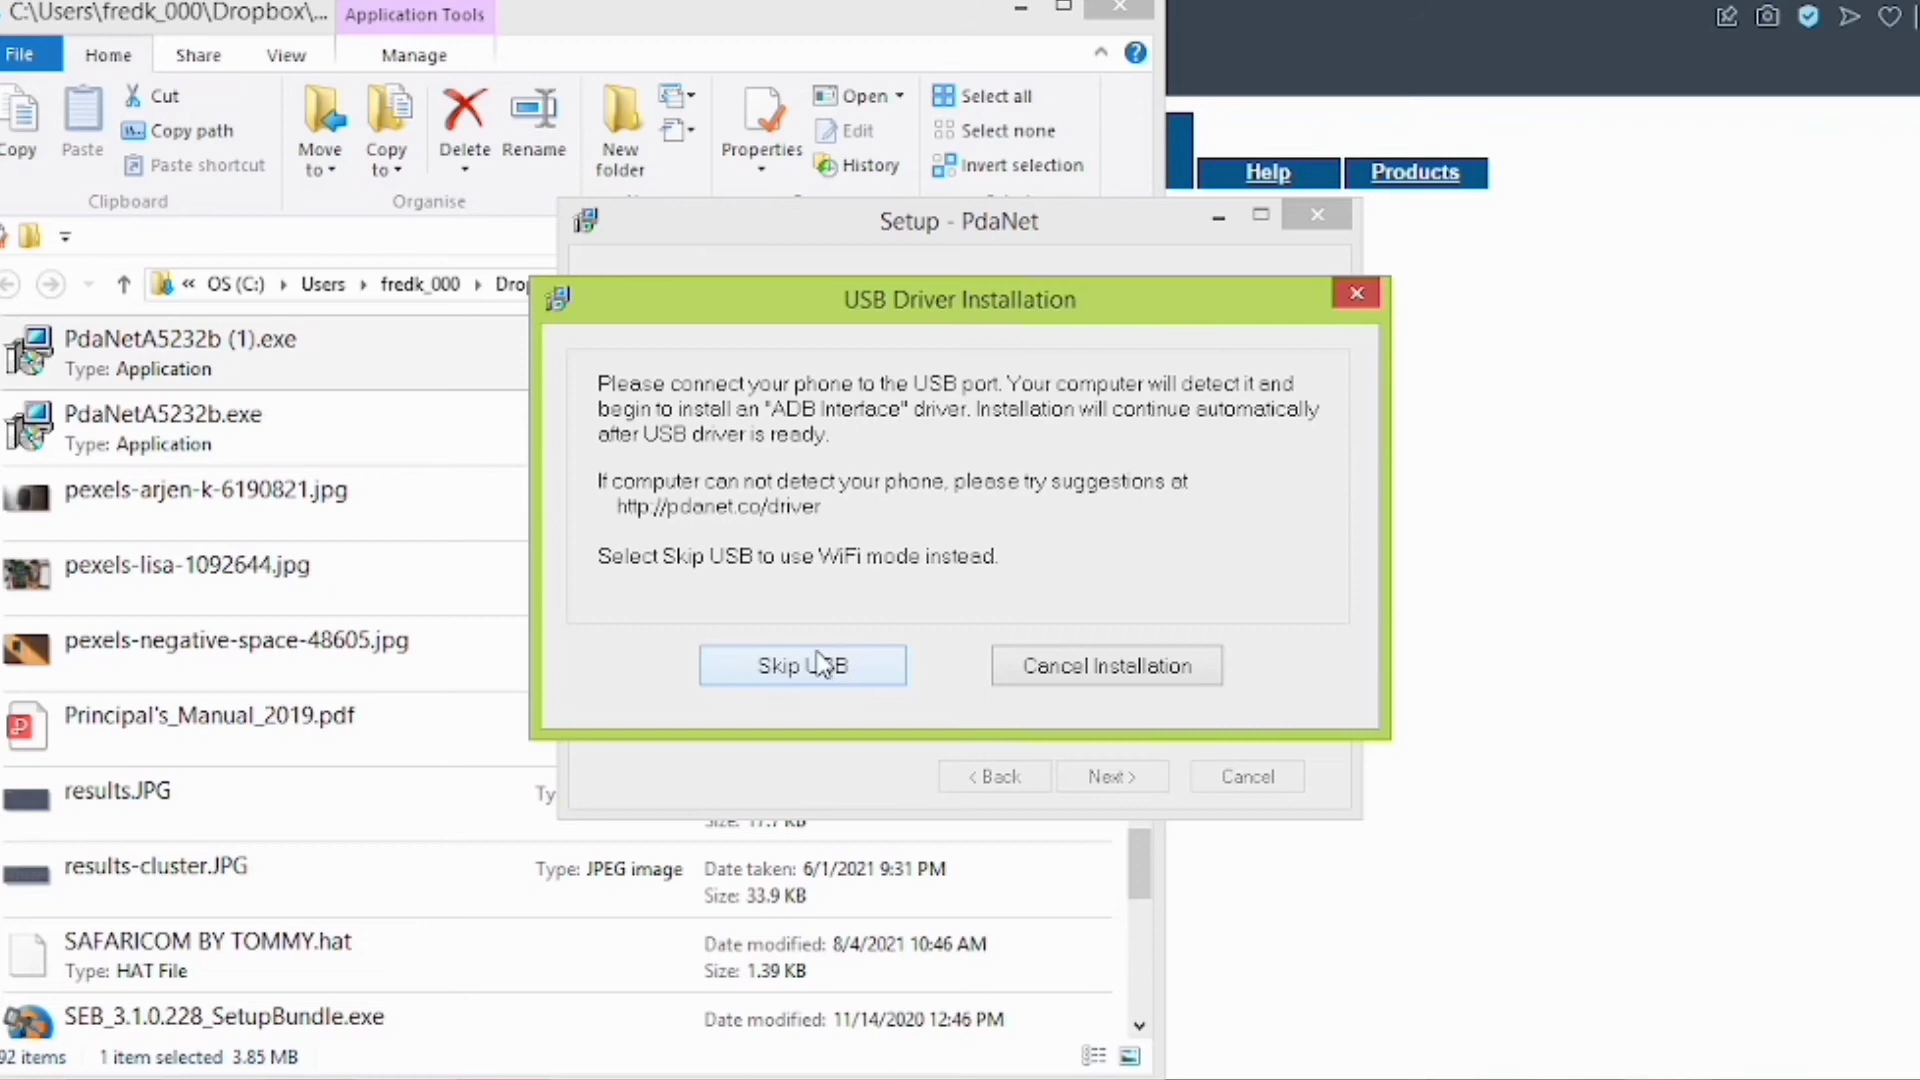 C:\Users\fredk_000\Dropbox\...
Application Tools
File
Home
Share
View
Manage
Copy
Paste
Cut
Copy path
Paste shortcut
Clipboard
Move to
Copy to
Delete
Rename
Organise
New folder
Properties
Open
Edit
History
Select all
Select none
Invert selection
Help
Products
« OS (C:) Users fredk_000
Setup - PdaNet
USB Driver Installation
Please connect your phone to the USB port. Your computer will detect it and
begin to install an "ADB Interface" driver. Installation will continue automatically
after USB driver is ready.
If computer can not detect your phone, please try suggestions at
http://pdanet.co/driver
Select Skip USB to use WiFi mode instead.
Skip USB
Cancel Installation
< Back
Next >
Cancel
PdaNetA5232b (1).exe
Type: Application
PdaNetA5232b.exe
Type: Application
pexels-arjen-k-6190821.jpg
pexels-lisa-1092644.jpg
pexels-negative-space-48605.jpg
Principal's_Manual_2019.pdf
results.JPG
results-cluster.JPG
Type: JPEG image
Date taken: 6/1/2021 9:31 PM
Size: 33.9 KB
SAFARICOM BY TOMMY.hat
Type: HAT File
Date modified: 8/4/2021 10:46 AM
Size: 1.39 KB
SEB_3.1.0.228_SetupBundle.exe
Date modified: 11/14/2020 12:46 PM
92 items
1 item selected 3.85 MB